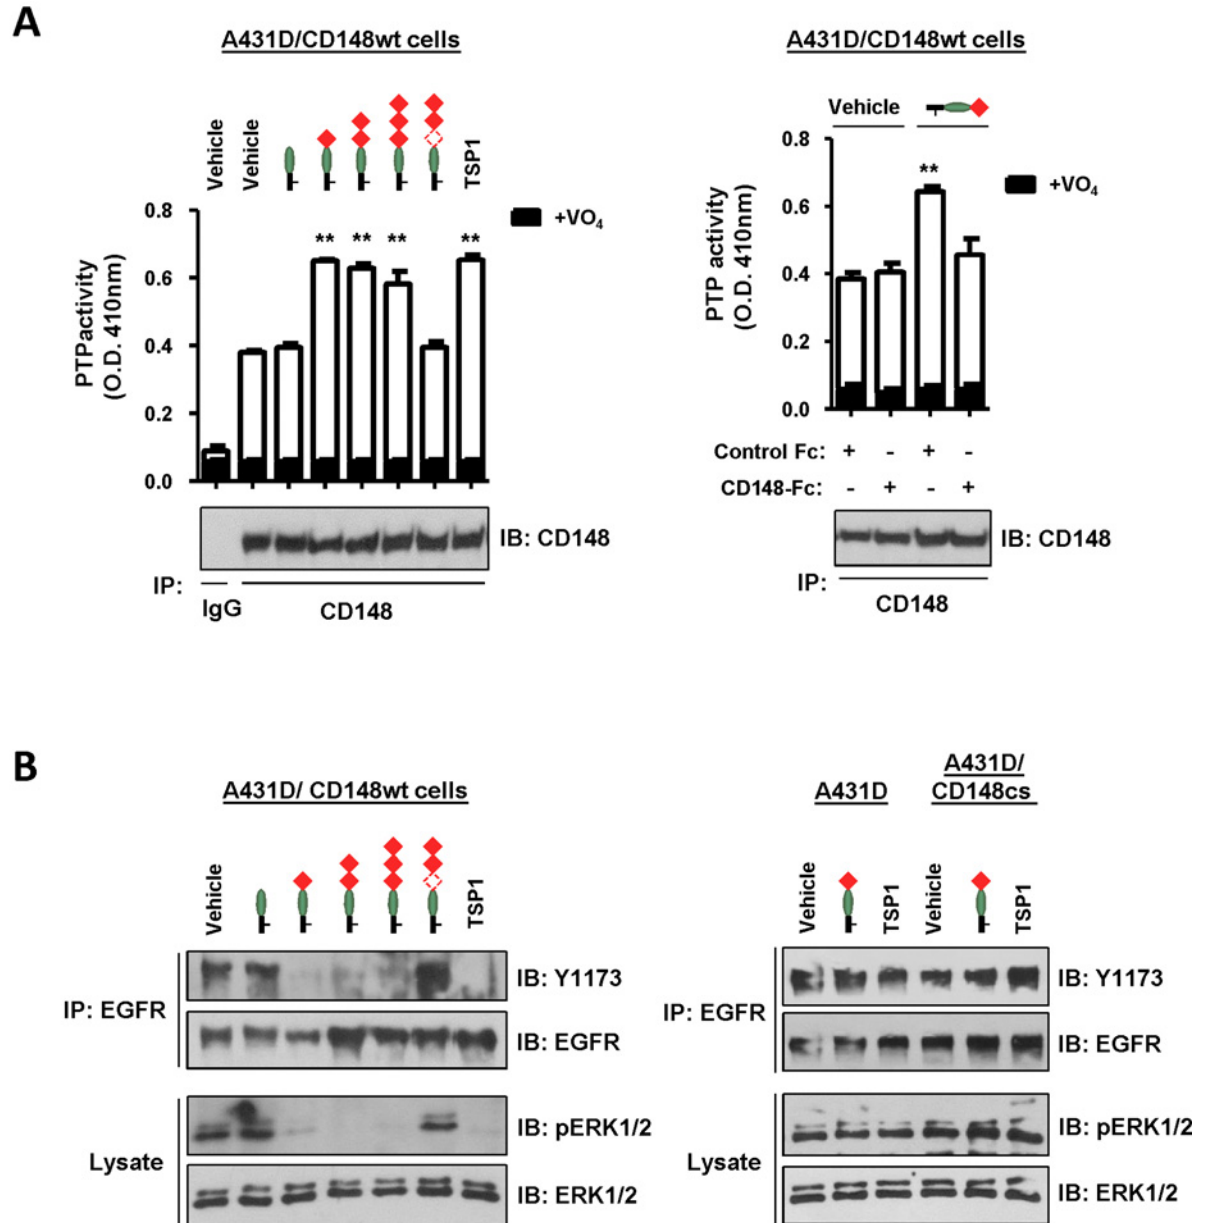 A
A431D/CD148wt cells
Vehicle
Vehicle
TSP1
PTPactivity
(O.D. 410nm)
0.8
0.6
0.4
0.2
0.0
** ** ** **
+VO4
IB: CD148
IP:
IgG
CD148
A431D/CD148wt cells
Vehicle
PTP activity
(O.D. 410nm)
0.8
0.6
0.4
0.2
0.0
**
+VO4
Control Fc: + - + -
CD148-Fc: - + - +
IB: CD148
IP:
CD148
B
A431D/ CD148wt cells
Vehicle
TSP1
IP: EGFR
IB: Y1173
IB: EGFR
Lysate
IB: pERK1/2
IB: ERK1/2
A431D
A431D/
CD148cs
Vehicle
TSP1
Vehicle
TSP1
IP: EGFR
IB: Y1173
IB: EGFR
Lysate
IB: pERK1/2
IB: ERK1/2